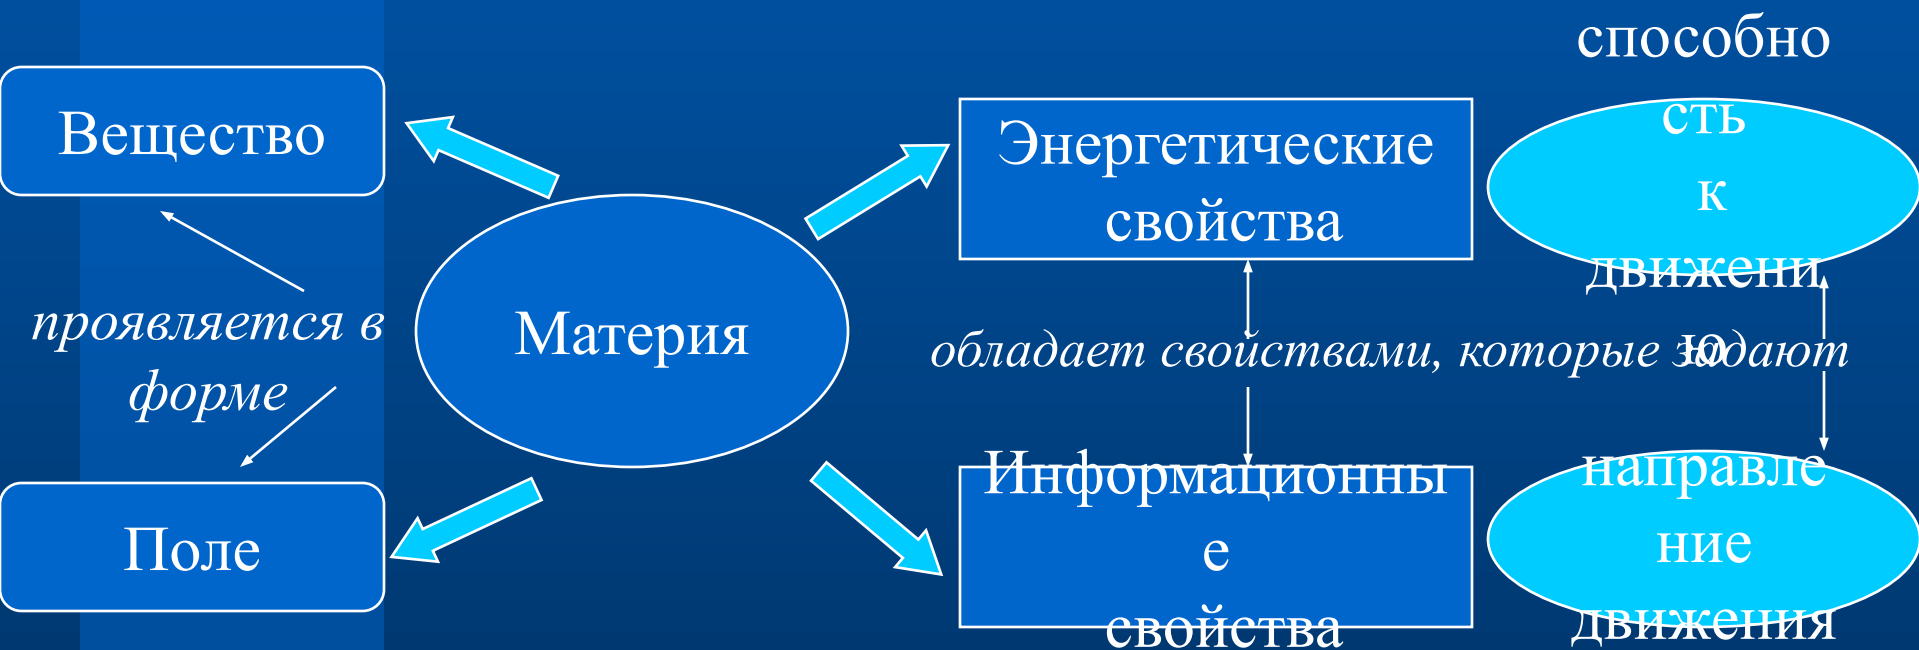 Вещество
проявляется в
форме
Поле
Материя
Энергетические
свойства
обладает свойствами, которые задают
Информационны
е
свойства
способно
сть
к
движени
ю
направле
ние
движения